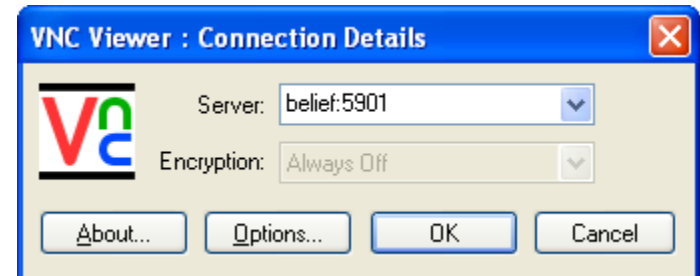 VNC Viewer : Connection Details
Vnc
Server: belief:5901
Encryption: Always Off
About... Options... OK Cancel